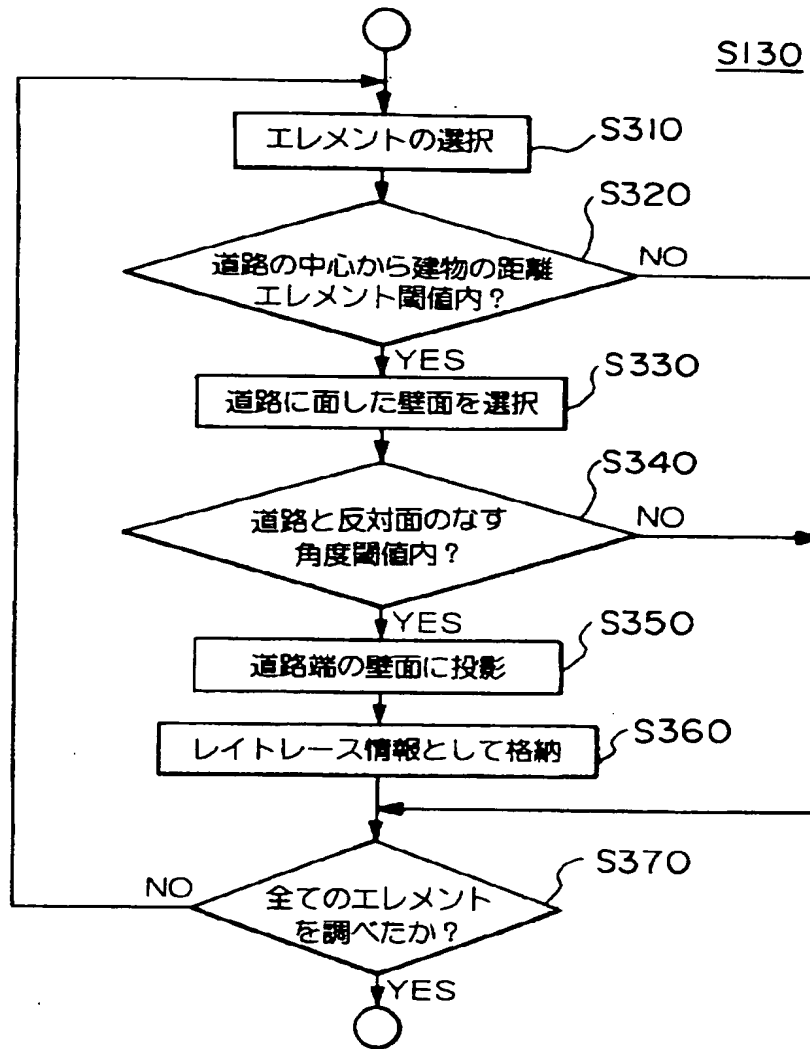 S130
エレメントの選択
S310
S320
道路の中心から建物の距離
エレメント閾値内？
NO
YES
S330
道路に面した壁面を選択
S340
道路と反対面のなす
角度閾値内？
NO
YES
S350
道路端の壁面に投影
S360
レイトレース情報として格納
S370
NO
全てのエレメント
を調べたか？
YES